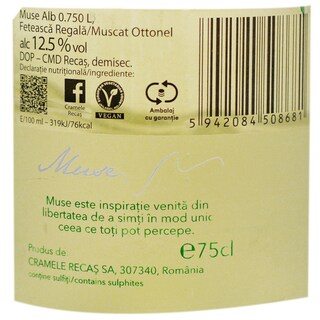 Muse Alb 0.750 L,
Fetească Regală/Muscat Ottonel
alc 12.5 % vol
DOP – CMD Recaș, demisec.
Declarație nutrițională/ingrediente:
Cramele
Recaș
VEGAN
Ambalaj
cu garanție
E/100 ml - 319kJ/76kcal
5 942084 508681
Muse
Muse este inspirație venită din
libertatea de a simți în mod unic
ceea ce toți pot percepe.
℮75cl
Produs de:
CRAMELE RECAȘ SA, 307340, România
conține sulfiți/contains sulphites